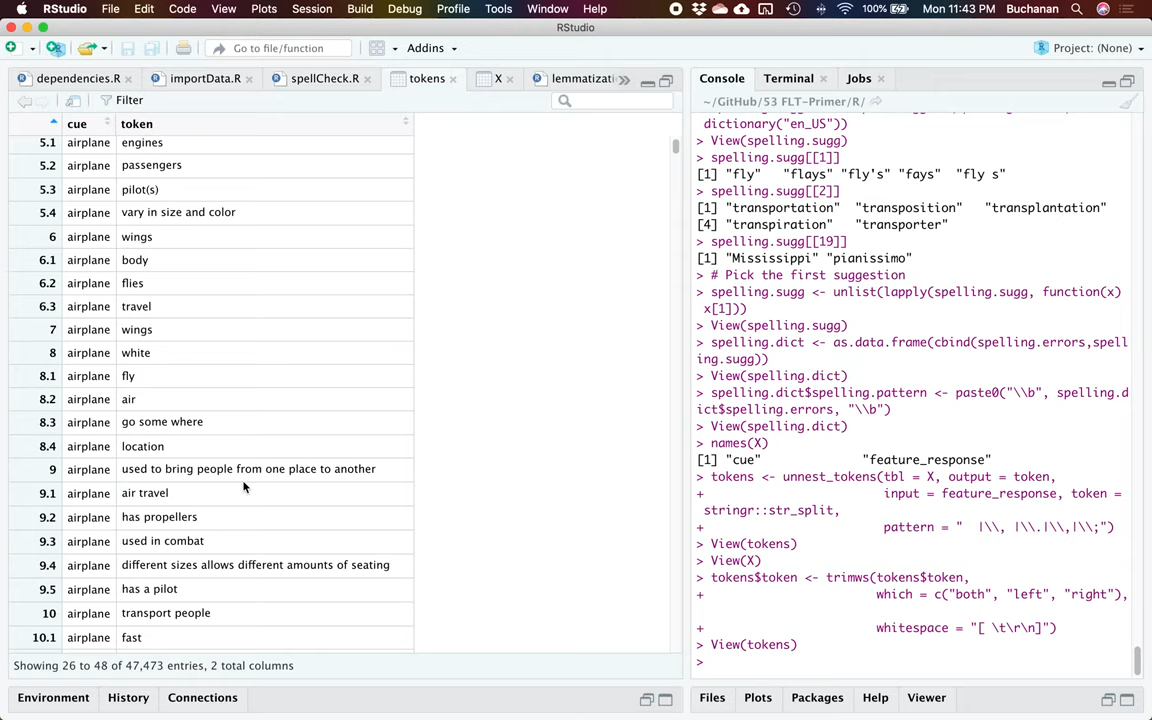 RStudio File Edit Code View Plots Session Build Debug Profile Tools Window Help 100% Mon 11:43 PM Buchanan
RStudio
Go to file/function Addins Project: (None)
dependencies.R importData.R spellCheck.R tokens X lemmatizati
Filter
cue token
5.1 airplane engines
5.2 airplane passengers
5.3 airplane pilot(s)
5.4 airplane vary in size and color
6 airplane wings
6.1 airplane body
6.2 airplane flies
6.3 airplane travel
7 airplane wings
8 airplane white
8.1 airplane fly
8.2 airplane air
8.3 airplane go some where
8.4 airplane location
9 airplane used to bring people from one place to another
9.1 airplane air travel
9.2 airplane has propellers
9.3 airplane used in combat
9.4 airplane different sizes allows different amounts of seating
9.5 airplane has a pilot
10 airplane transport people
10.1 airplane fast
Showing 26 to 48 of 47,473 entries, 2 total columns
Environment History Connections
Console Terminal Jobs
~/GitHub/53 FLT-Primer/R/
dictionary("en_US"))
> View(spelling.sugg)
> spelling.sugg[[1]]
[1] "fly" "flays" "fly's" "fays" "fly s"
> spelling.sugg[[2]]
[1] "transportation" "transposition" "transplantation"
[4] "transpiration" "transporter"
> spelling.sugg[[19]]
[1] "Mississippi" "pianissimo"
> # Pick the first suggestion
> spelling.sugg <- unlist(lapply(spelling.sugg, function(x)
x[1]))
> View(spelling.sugg)
> spelling.dict <- as.data.frame(cbind(spelling.errors,spell
ing.sugg))
> View(spelling.dict)
> spelling.dict$spelling.pattern <- paste0("\\b", spelling.d
ict$spelling.errors, "\\b")
> View(spelling.dict)
> names(X)
[1] "cue" "feature_response"
> tokens <- unnest_tokens(tbl = X, output = token,
+ input = feature_response, token =
stringr::str_split,
+ pattern = "  |\\, |\\.|\\,|\\;")
> View(tokens)
> View(X)
> tokens$token <- trimws(tokens$token,
+ which = c("both", "left", "right"),
+ whitespace = "[ \t\r\n]")
> View(tokens)
>
Files Plots Packages Help Viewer